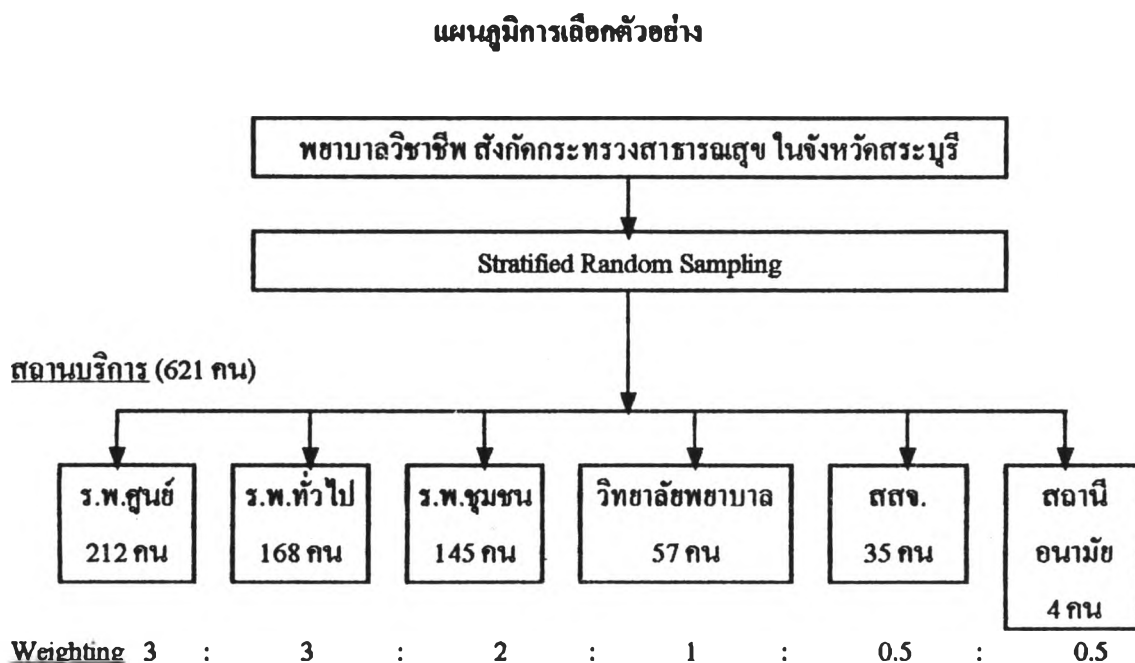 แผนภูมิการเลือกตัวอย่าง
พยาบาลวิชาชีพ สังกัดกระทรวงสาธารณสุข ในจังหวัดสระบุรี
Stratified Random Sampling
สถานบริการ (621 คน)
ร.พ.ศูนย์ ร.พ.ทั่วไป ร.พ.ชุมชน วิทยาลัยพยาบาล สสจ. สถานี
212 คน 168 คน 145 คน 57 คน 35 คน อนามัย
4 คน
Weighting 3 : 3 : 2 : 1 : 0.5 : 0.5